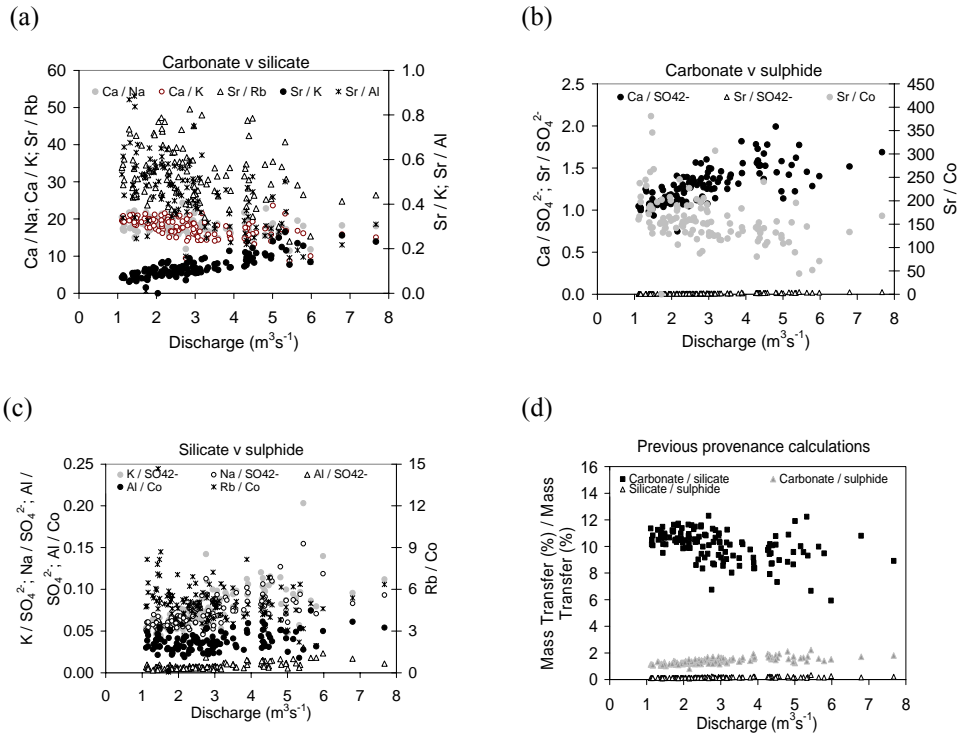 (a)
Carbonate v silicate
Ca / Na Ca / K Sr / Rb Sr / K Sr / Al
Ca / Na; Ca / K; Sr / Rb
60
50
40
30
20
10
0
1.0
0.8
0.6
0.4
0.2
0.0
Sr / K; Sr / Al
0 1 2 3 4 5 6 7 8
Discharge (m³s⁻¹)
(b)
Carbonate v sulphide
Ca / SO42- Sr / SO42- Sr / Co
Ca / SO₄²⁻; Sr / SO₄²⁻
2.5
2.0
1.5
1.0
0.5
0.0
450
400
350
300
250
200
150
100
50
0
Sr / Co
0 1 2 3 4 5 6 7 8
Discharge (m³s⁻¹)
(c)
Silicate v sulphide
K / SO42- Na / SO42- Al / SO42-
Al / Co Rb / Co
K / SO₄²⁻; Na / SO₄²⁻; Al /
SO₄²⁻; Al / Co
0.25
0.20
0.15
0.10
0.05
0.00
15
12
9
6
3
0
Rb / Co
0 1 2 3 4 5 6 7 8
Discharge (m³s⁻¹)
(d)
Previous provenance calculations
Carbonate / silicate Carbonate / sulphide
Silicate / sulphide
Mass Transfer (%) / Mass
Transfer (%)
16
14
12
10
8
6
4
2
0
0 1 2 3 4 5 6 7 8
Discharge (m³s⁻¹)